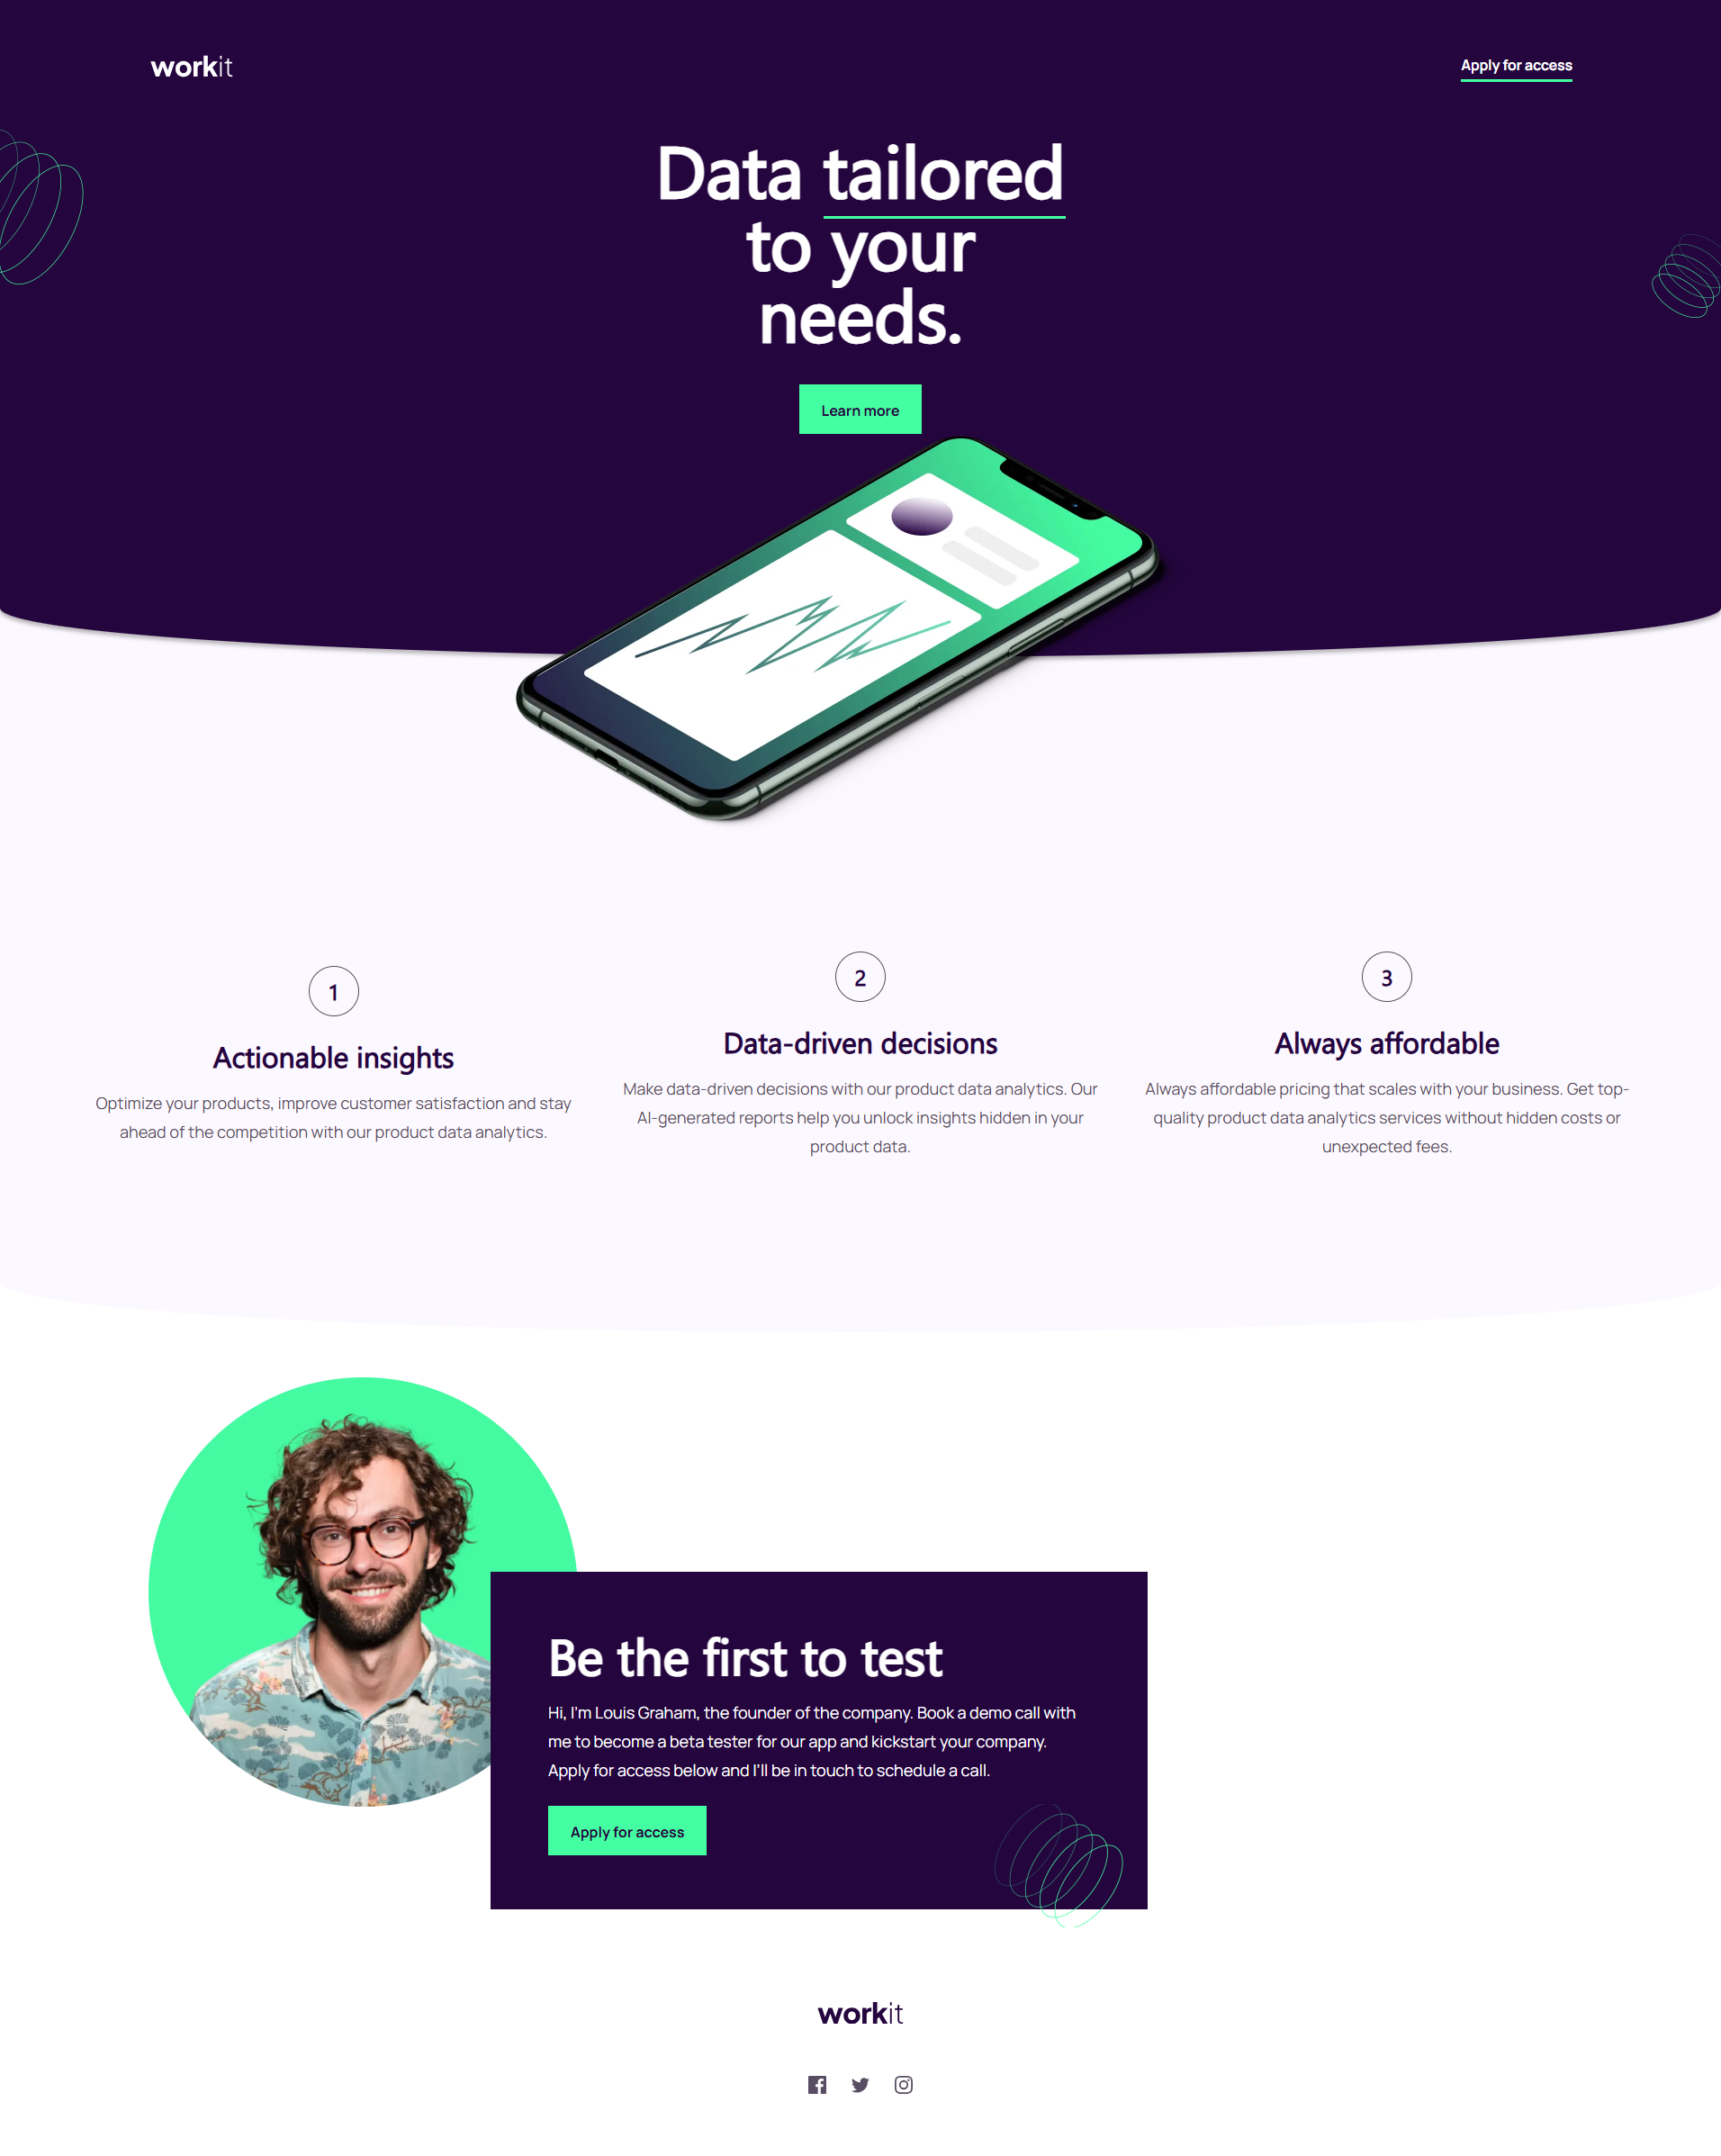 workit
Apply for access
Data tailored
to your
needs.
Learn more
1
Actionable insights
Optimize your products, improve customer satisfaction and stay
ahead of the competition with our product data analytics.
2
Data-driven decisions
Make data-driven decisions with our product data analytics. Our
AI-generated reports help you unlock insights hidden in your
product data.
3
Always affordable
Always affordable pricing that scales with your business. Get top-
quality product data analytics services without hidden costs or
unexpected fees.
Be the first to test
Hi, I'm Louis Graham, the founder of the company. Book a demo call with
me to become a beta tester for our app and kickstart your company.
Apply for access below and I'll be in touch to schedule a call.
Apply for access
workit